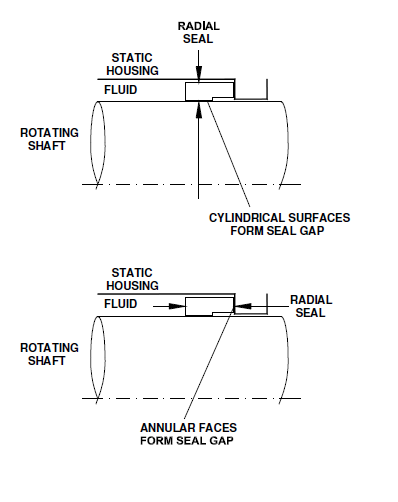 RADIAL
SEAL
STATIC
HOUSING
FLUID
ROTATING
SHAFT
CYLINDRICAL SURFACES
FORM SEAL GAP
STATIC
HOUSING
FLUID
RADIAL
SEAL
ROTATING
SHAFT
ANNULAR FACES
FORM SEAL GAP